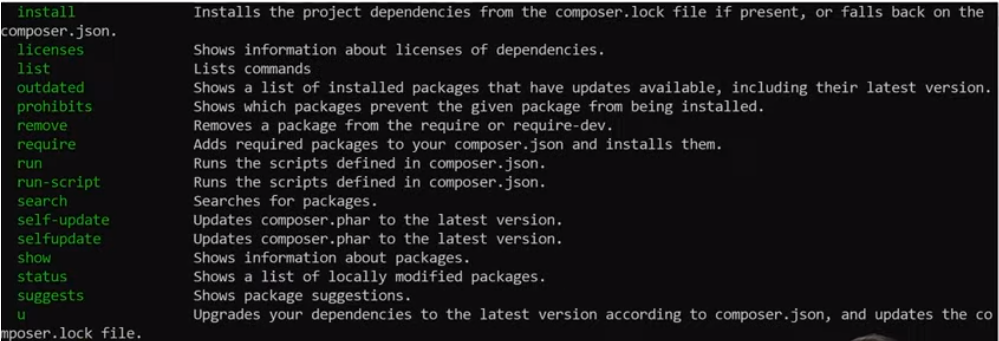 install Installs the project dependencies from the composer.lock file if present, or falls back on the
composer.json.
licenses Shows information about licenses of dependencies.
list Lists commands
outdated Shows a list of installed packages that have updates available, including their latest version.
prohibits Shows which packages prevent the given package from being installed.
remove Removes a package from the require or require-dev.
require Adds required packages to your composer.json and installs them.
run Runs the scripts defined in composer.json.
run-script Runs the scripts defined in composer.json.
search Searches for packages.
self-update Updates composer.phar to the latest version.
selfupdate Updates composer.phar to the latest version.
show Shows information about packages.
status Shows a list of locally modified packages.
suggests Shows package suggestions.
u Upgrades your dependencies to the latest version according to composer.json, and updates the co
mposer.lock file.